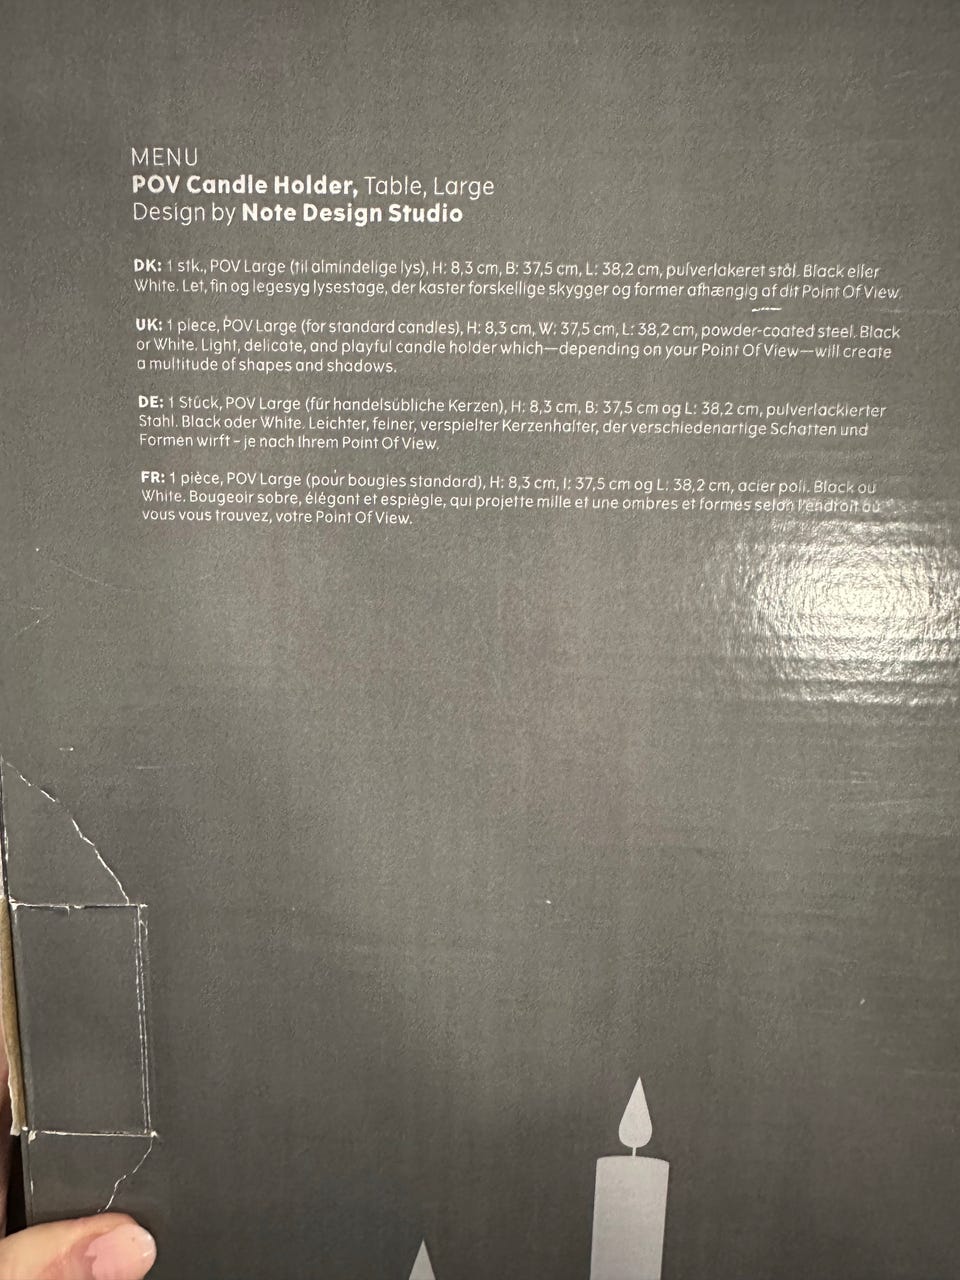 MENU
POV Candle Holder, Table, Large
Design by Note Design Studio
DK: 1 stk., POV Large (til almindelige lys), H: 8,3 cm, B: 37,5 cm, L: 38,2 cm, pulverlakeret stål. Black eller
White. Let, fin og legesyg lysestage, der kaster forskellige skygger og former afhængig af dit Point Of View.
UK: 1 piece, POV Large (for standard candles), H: 8,3 cm, W: 37,5 cm, L: 38,2 cm, powder-coated steel. Black
or White. Light, delicate, and playful candle holder which—depending on your Point Of View—will create
a multitude of shapes and shadows.
DE: 1 Stück, POV Large (für handelsübliche Kerzen), H: 8,3 cm, B: 37,5 cm og L: 38,2 cm, pulverlackierter
Stahl. Black oder White. Leichter, feiner, verspielter Kerzenhalter, der verschiedenartige Schatten und
Formen wirft – je nach Ihrem Point Of View.
FR: 1 pièce, POV Large (pour bougies standard), H: 8,3 cm, l: 37,5 cm og L: 38,2 cm, acier poli. Black ou
White. Bougeoir sobre, élégant et espiègle, qui projette mille et une ombres et formes selon l'endroit où
vous vous trouvez, votre Point Of View.